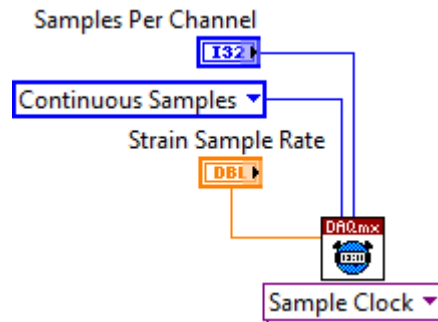 Samples Per Channel
I32
Continuous Samples
Strain Sample Rate
DBL
DAQmx
Sample Clock